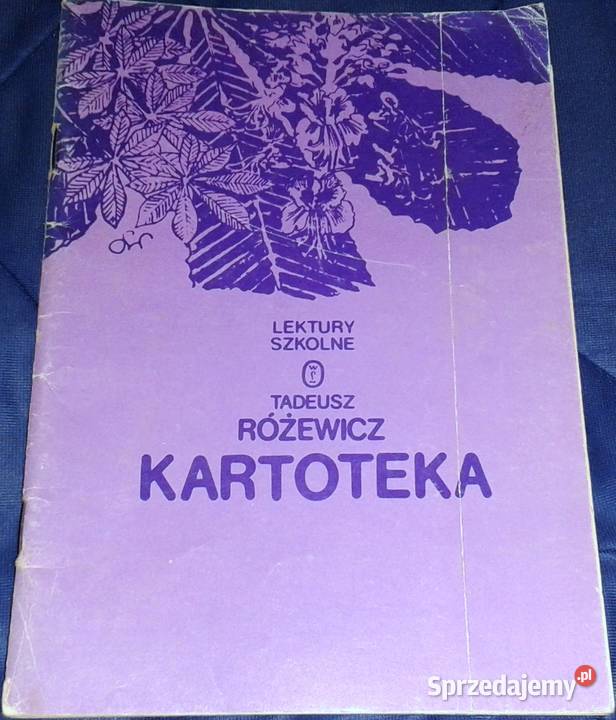 LEKTURY
SZKOLNE
TADEUSZ
RÓŻEWICZ
KARTOTEKA
Sprzedajemy.pl